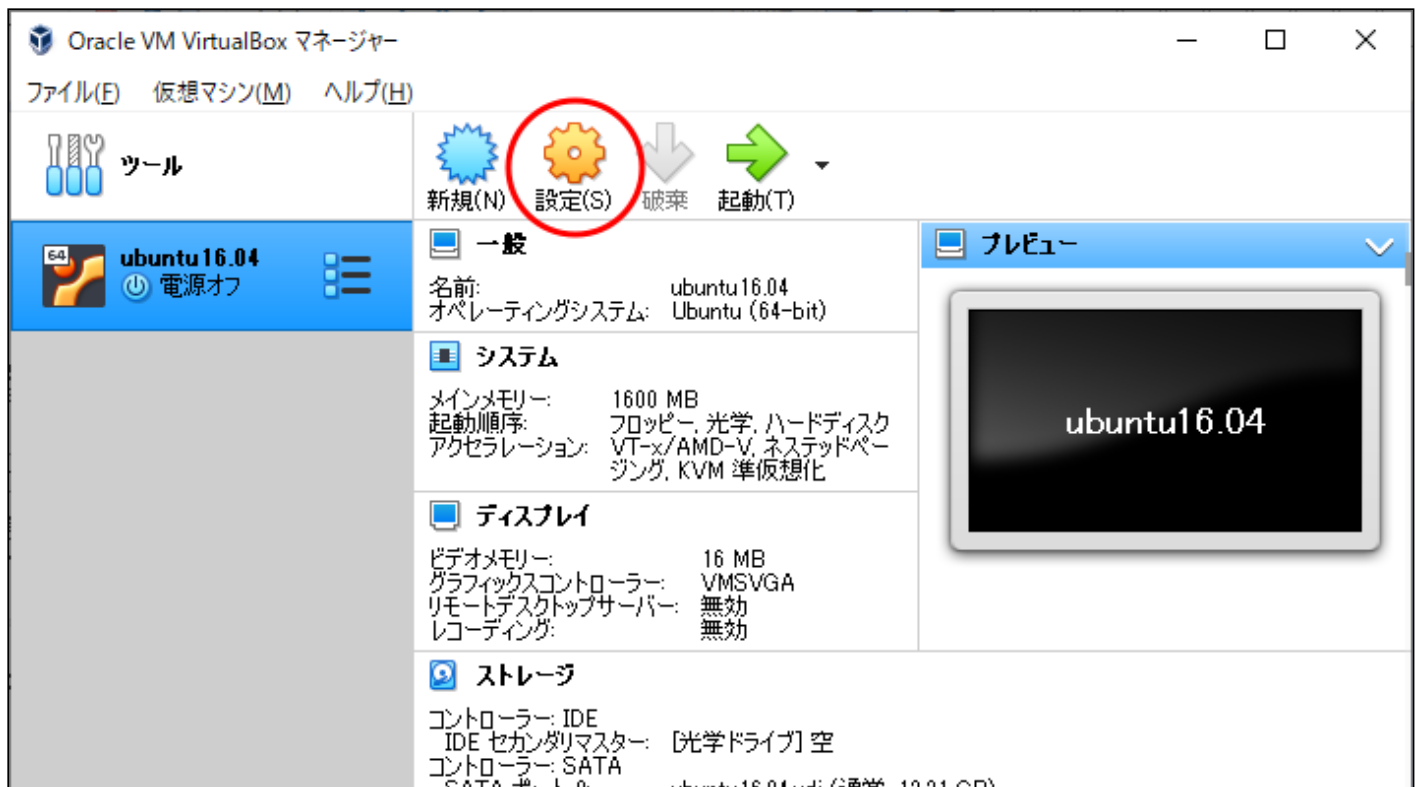 Oracle VM VirtualBox マネージャー
ファイル(F) 仮想マシン(M) ヘルプ(H)
ツール
新規(N) 設定(S) 破棄 起動(T)
64
ubuntu16.04
電源オフ
一般
名前: ubuntu16.04
オペレーティングシステム: Ubuntu (64-bit)
システム
メインメモリー: 1600 MB
起動順序: フロッピー, 光学, ハードディスク
アクセラレーション: VT-x/AMD-V, ネステッドペー
ジング, KVM 準仮想化
ディスプレイ
ビデオメモリー: 16 MB
グラフィックスコントローラー: VMSVGA
リモートデスクトップサーバー: 無効
レコーディング: 無効
プレビュー
ubuntu16.04
ストレージ
コントローラー: IDE
IDE セカンダリマスター: [光学ドライブ] 空
コントローラー: SATA
SATA ポート